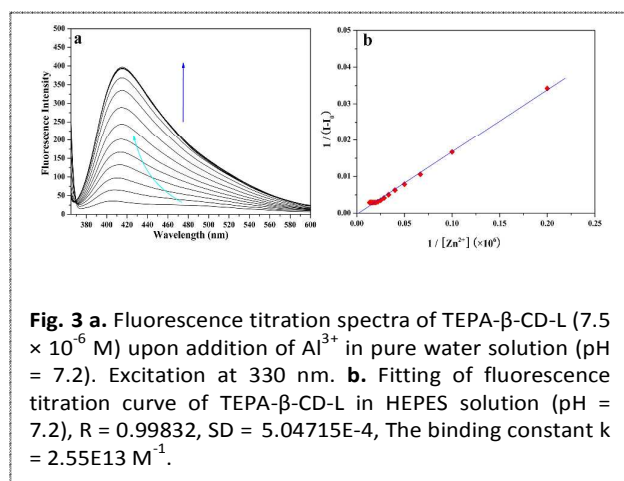 a
500
450
400
350
300
250
200
150
100
50
0
Fluorescence Intensity
380 400 420 440 460 480 500 520 540 560 580 600
Wavelength (nm)
b
0.05
0.04
0.03
0.02
0.01
0.00
1 / (I-I₀)
0.00 0.05 0.10 0.15 0.20 0.25
1 / [Zn²⁺] (×10⁶)
Fig. 3 a. Fluorescence titration spectra of TEPA-β-CD-L (7.5
× 10⁻⁶ M) upon addition of Al³⁺ in pure water solution (pH
= 7.2). Excitation at 330 nm. b. Fitting of fluorescence
titration curve of TEPA-β-CD-L in HEPES solution (pH =
7.2), R = 0.99832, SD = 5.04715E-4, The binding constant k
= 2.55E13 M⁻¹.